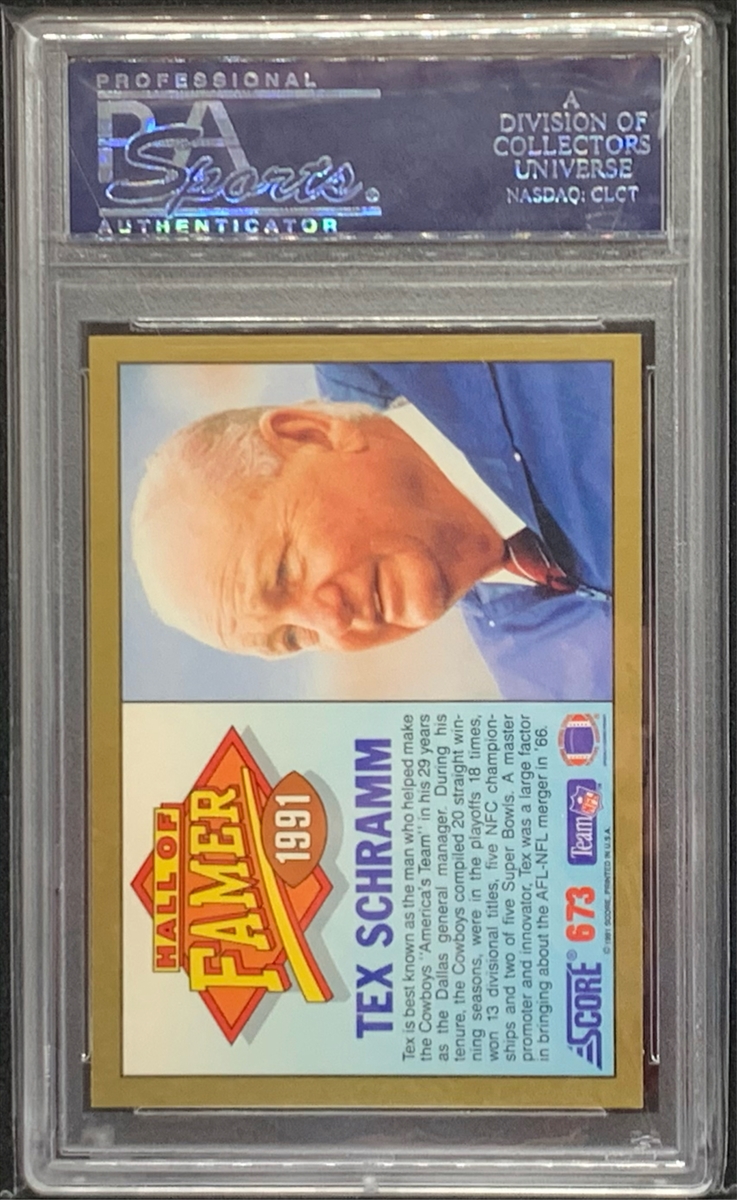 PROFESSIONAL
PSA
Sports
AUTHENTICATOR
A
DIVISION OF
COLLECTORS
UNIVERSE
NASDAQ: CLCT
HALL OF
FAMER
1991
TEX SCHRAMM
Tex is best known as the man who helped make
the Cowboys "America's Team" in his 29 years
as the Dallas general manager. During his
tenure, the Cowboys compiled 20 straight win-
ning seasons, were in the playoffs 18 times,
won 13 divisional titles, five NFC champion-
ships and two of five Super Bowls. A master
promoter and innovator, Tex was a large factor
in bringing about the AFL-NFL merger in '66.
SCORE® 673 Team NFL
© 1991 SCORE, PRINTED IN U.S.A.